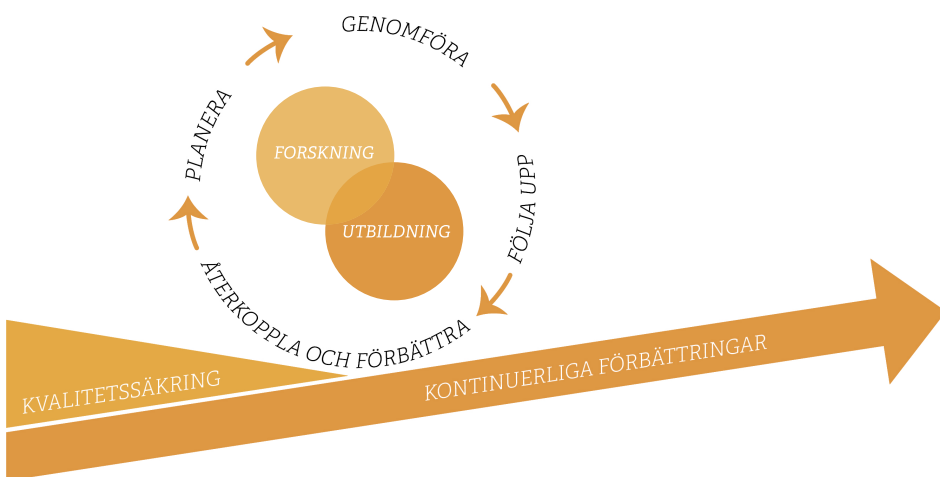 GENOMFÖRA
PLANERA
FORSKNING
FÖLJA UPP
UTBILDNING
ÅTERKOPPLA OCH FÖRBÄTTRA
KVALITETSSÄKRING
KONTINUERLIGA FÖRBÄTTRINGAR